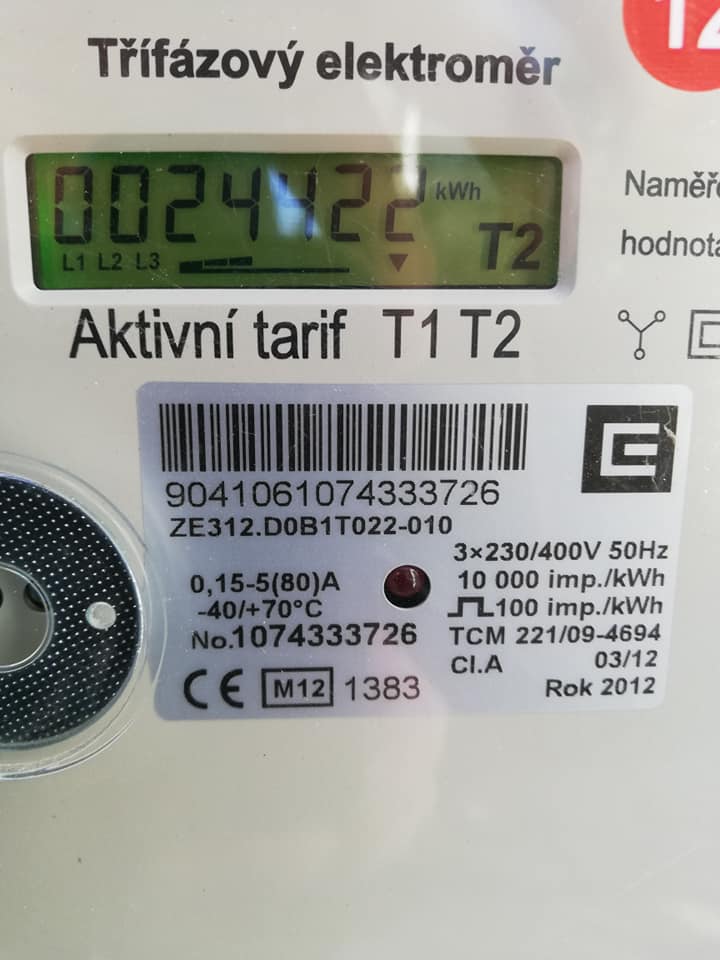 12
Třífázový elektroměr
0024422 kWh
L1 L2 L3 T2
Aktivní tarif T1 T2
9041061074333726
ZE312.D0B1T022-010
3×230/400V 50Hz
0,15-5(80)A
10 000 imp./kWh
-40/+70°C
100 imp./kWh
No.1074333726
TCM 221/09-4694
Cl.A 03/12
CE M12 1383
Rok 2012